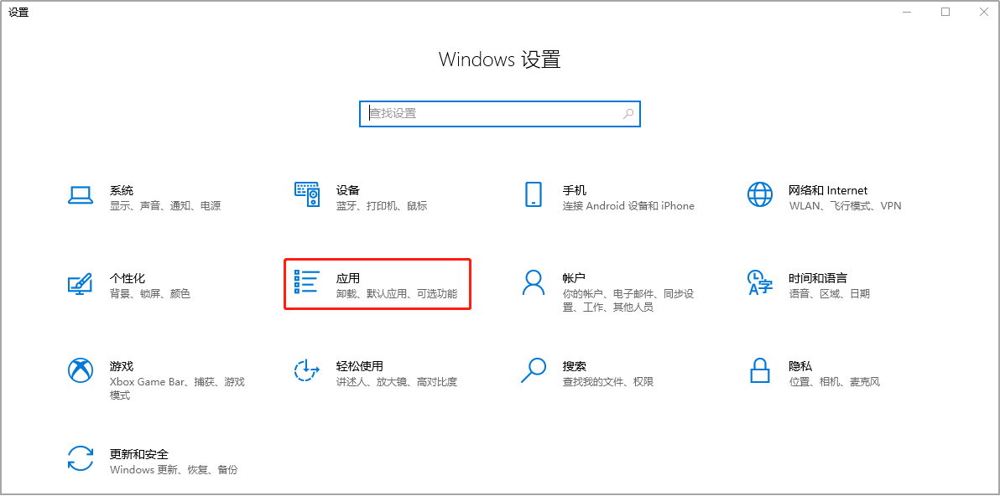 设置
Windows 设置
查找设置
系统
显示、声音、通知、电源
设备
蓝牙、打印机、鼠标
手机
连接 Android 设备和 iPhone
网络和 Internet
WLAN、飞行模式、VPN
个性化
背景、锁屏、颜色
应用
卸载、默认应用、可选功能
帐户
你的帐户、电子邮件、同步设
置、工作、其他人员
时间和语言
语音、区域、日期
游戏
Xbox Game Bar、捕获、游戏
模式
轻松使用
讲述人、放大镜、高对比度
搜索
查找我的文件、权限
隐私
位置、相机、麦克风
更新和安全
Windows 更新、恢复、备份